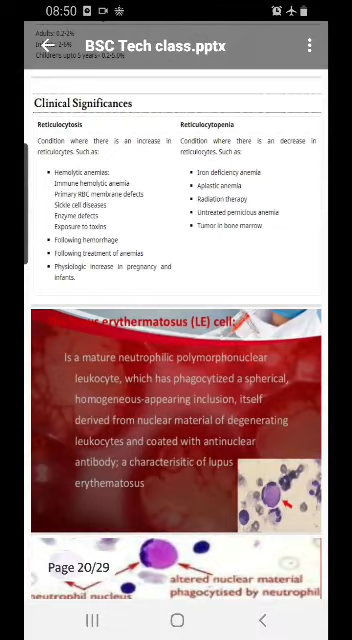 08:50
Adults: 0.2-2%
2-6%
BSC Tech class.pptx
Childrens upto 5 years- 0.2-5.0%
Clinical Significances
Reticulocytosis
Condition where there is an increase in
reticulocytes. Such as:
Hemolytic anemias:
Immune hemolytic anemia
Primary RBC membrane defects
Sickle cell diseases
Enzyme defects
Exposure to toxins
Following hemorrhage
Following treatment of anemias
Physiologic increase in pregnancy and
infants.
Reticulocytopenia
Condition where there is an decrease in
reticulocytes. Such as:
Iron deficiency anemia
Aplastic anemia
Radiation therapy
Untreated pernicious anemia
Tumor in bone marrow
erythermatosus (LE) cell:
Is a mature neutrophilic polymorphonuclear
leukocyte, which has phagocytized a spherical,
homogeneous-appearing inclusion, itself
derived from nuclear material of degenerating
leukocytes and coated with antinuclear
antibody; a characterisitic of lupus
erythematosus
Page 20/29
neutrophil nucleus
altered nuclear material
phagocytised by neutrophil